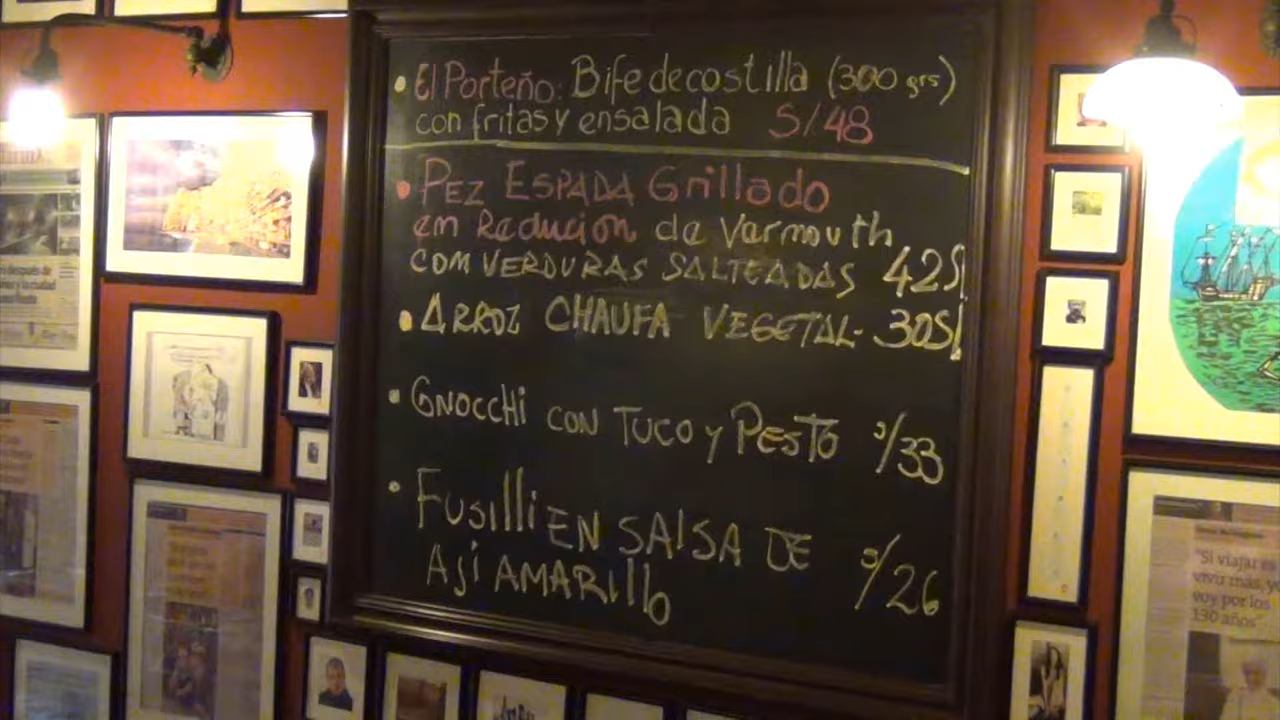 • El Porteño: Bife de costilla (300 grs)
con fritas y ensalada S/48
• PEZ ESPADA Grillado
em Reducion de Varmouth
COM VERDURAS SALTEADAS 42S/
• ARROZ CHAUFA VEGETAL- 30S/
• GNOCCHI CON TUCO y PESTO S/33
• FUSIlli EN SALSA DE
AJi AMARIllO S/26
"Si viajar es
vivir más, yo
voy por los
130 años"